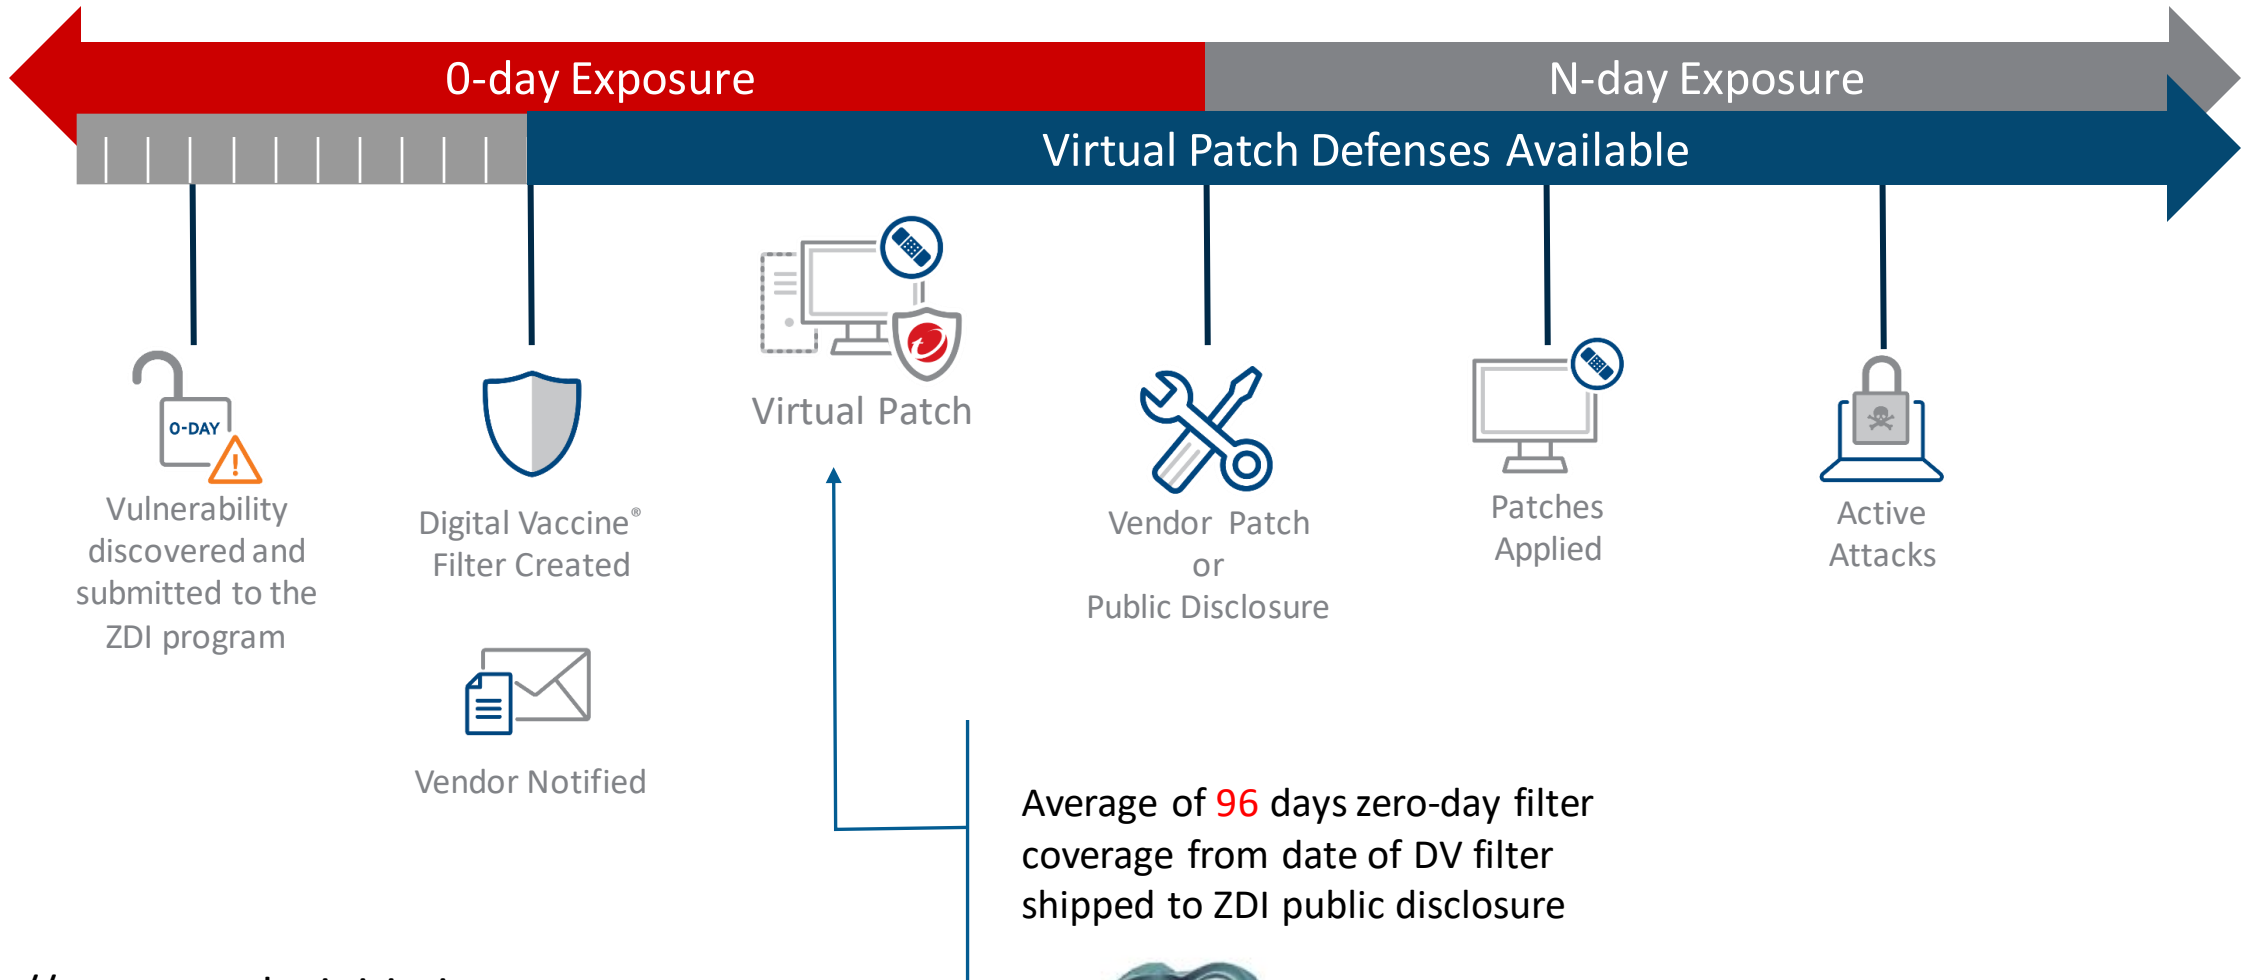 0-day Exposure
N-day Exposure
Virtual Patch Defenses Available
0-DAY
Vulnerability
discovered and
submitted to the
ZDI program
Digital Vaccine®
Filter Created
Vendor Notified
Virtual Patch
Vendor Patch
or
Public Disclosure
Patches
Applied
Active
Attacks
Average of 96 days zero-day filter
coverage from date of DV filter
shipped to ZDI public disclosure